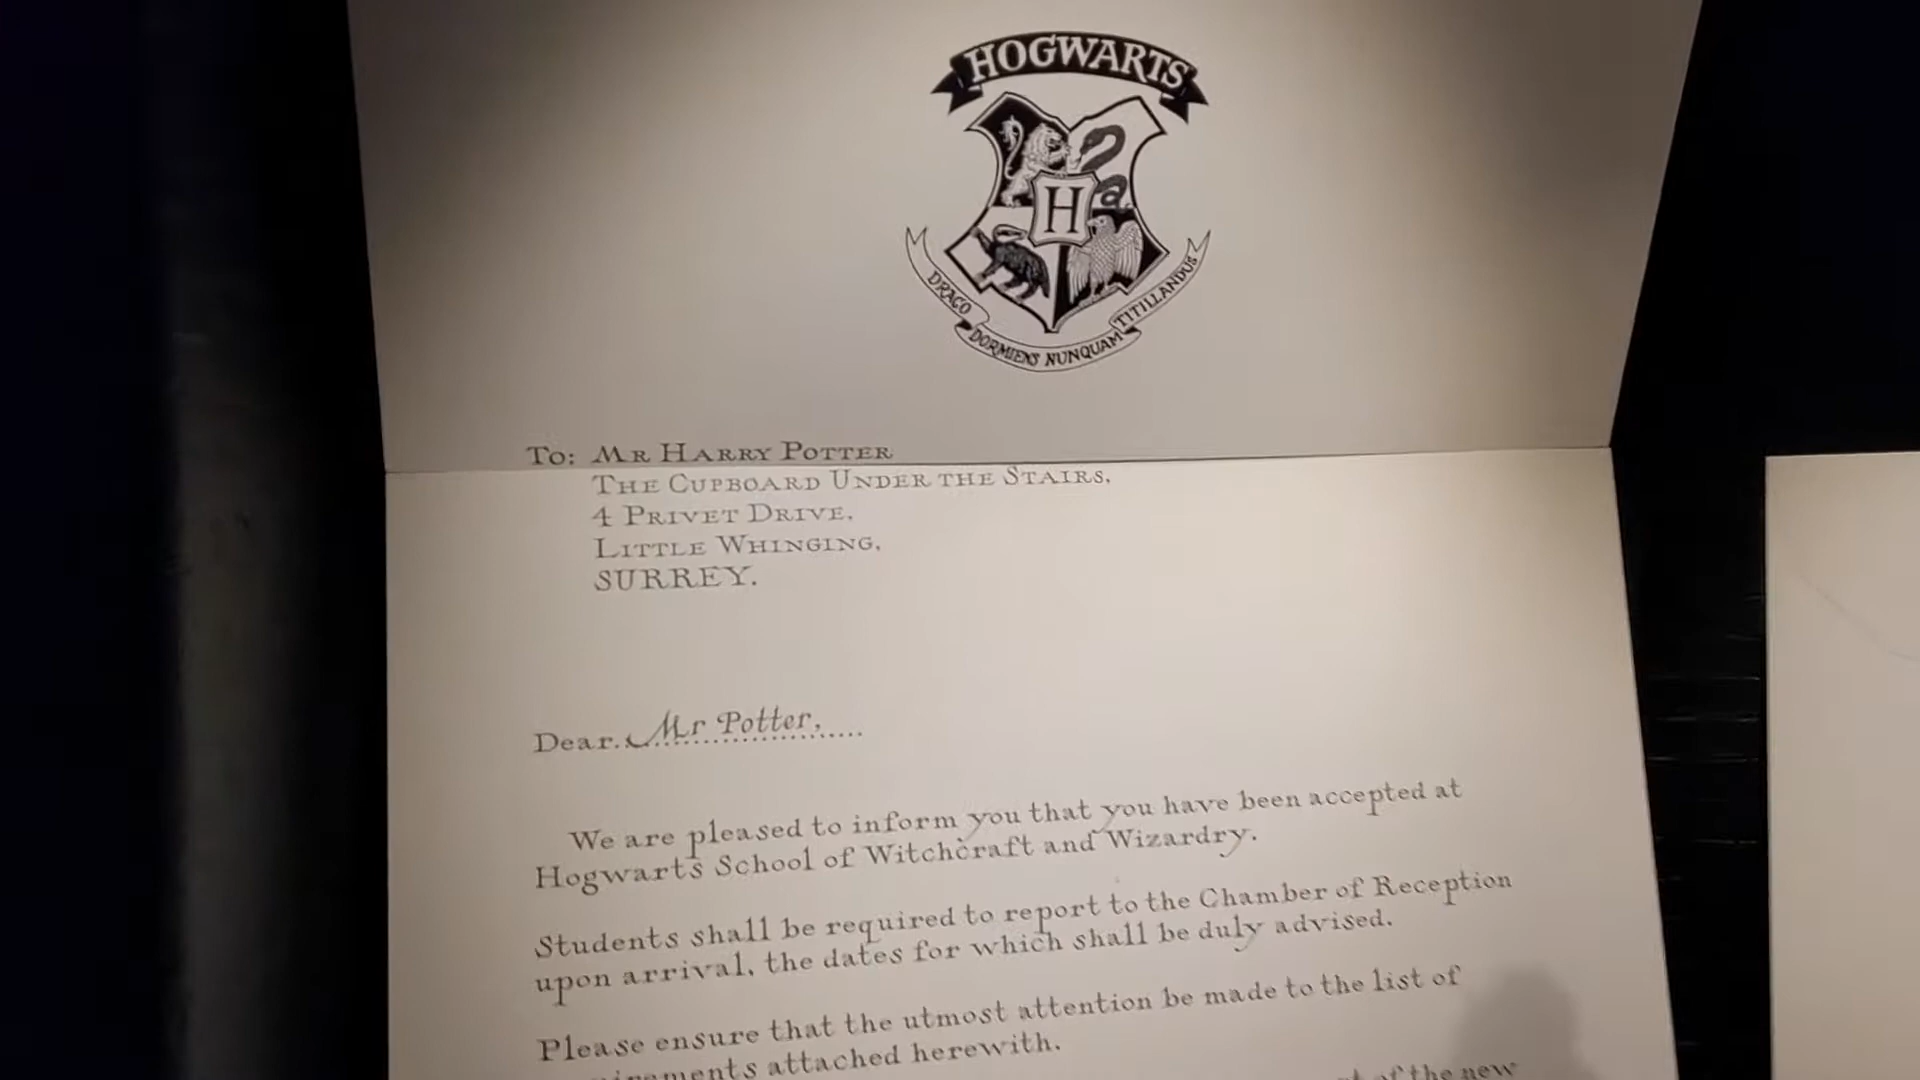 HOGWARTS
H
DRACO DORMIENS NUNQUAM TITILLANDUS
To: MR HARRY POTTER
THE CUPBOARD UNDER THE STAIRS,
4 PRIVET DRIVE,
LITTLE WHINGING,
SURREY.
Dear. Mr Potter,
We are pleased to inform you that you have been accepted at
Hogwarts School of Witchcraft and Wizardry.
Students shall be required to report to the Chamber of Reception
upon arrival, the dates for which shall be duly advised.
Please ensure that the utmost attention be made to the list of
attached herewith.
of the new